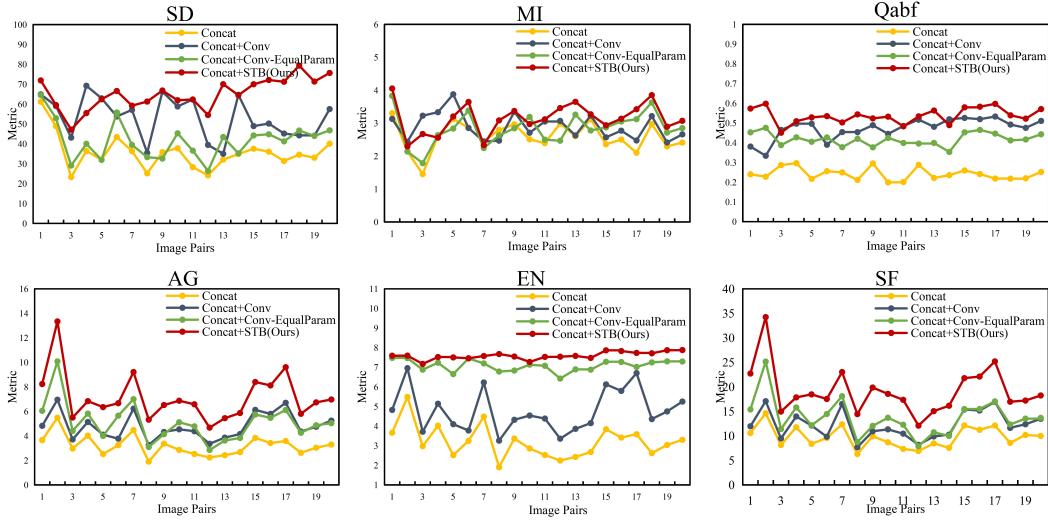 SD
100
90
80
70
60
50
40
30
20
10
0
Metric
1 3 5 7 9 11 13 15 17 19
Image Pairs
Concat
Concat+Conv
Concat+Conv-EqualParam
Concat+STB(Ours)
MI
6
5
4
3
2
1
0
Metric
1 3 5 7 9 11 13 15 17 19
Image Pairs
Concat
Concat+Conv
Concat+Conv-EqualParam
Concat+STB(Ours)
Qabf
1
0.9
0.8
0.7
0.6
0.5
0.4
0.3
0.2
0.1
0
Metric
1 3 5 7 9 11 13 15 17 19
Image Pairs
Concat
Concat+Conv
Concat+Conv-EqualParam
Concat+STB(Ours)
AG
16
14
12
10
8
6
4
2
0
Metric
1 3 5 7 9 11 13 15 17 19
Image Pairs
Concat
Concat+Conv
Concat+Conv-EqualParam
Concat+STB(Ours)
EN
11
10
9
8
7
6
5
4
3
2
1
Metric
1 3 5 7 9 11 13 15 17 19
Image Pairs
Concat
Concat+Conv
Concat+Conv-EqualParam
Concat+STB(Ours)
SF
40
35
30
25
20
15
10
5
0
Metric
1 3 5 7 9 11 13 15 17 19
Image Pairs
Concat
Concat+Conv
Concat+Conv-EqualParam
Concat+STB(Ours)